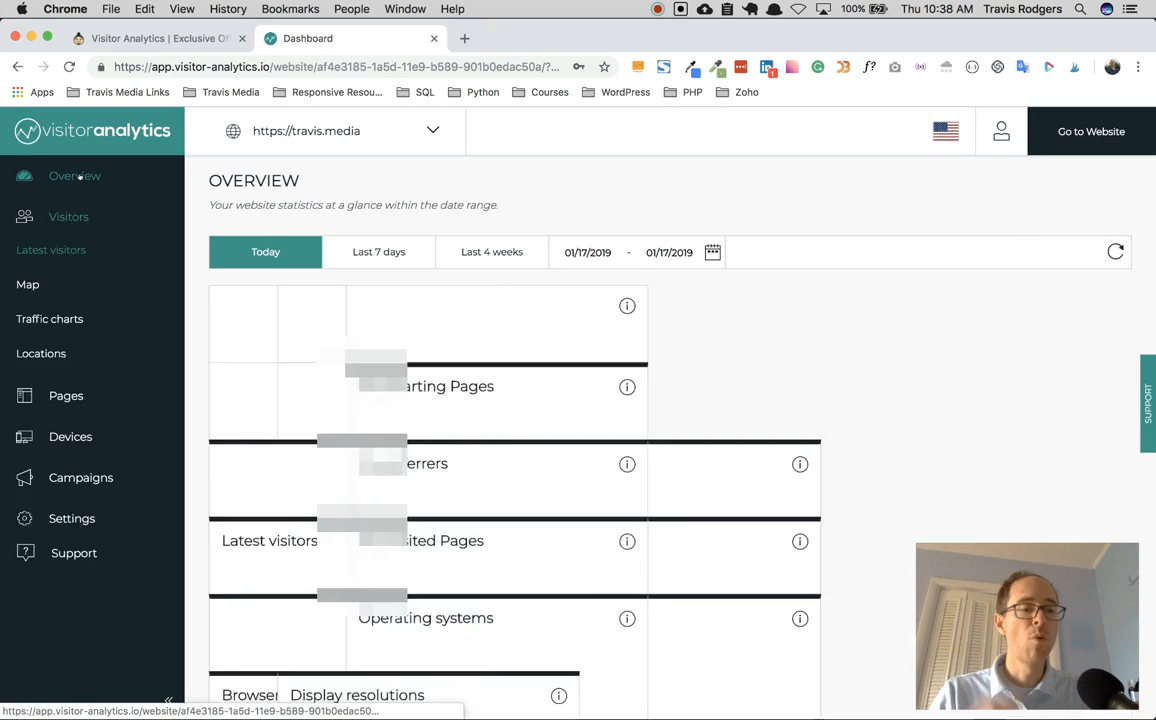 Chrome File Edit View History Bookmarks People Window Help 100% Thu 10:38 AM Travis Rodgers
Visitor Analytics | Exclusive Off
Dashboard
https://app.visitor-analytics.io/website/af4e3185-1a5d-11e9-b589-901b0edac50a/?...
f?
1
Apps Travis Media Links Travis Media Responsive Resou... SQL Python Courses WordPress PHP Zoho
visitoranalytics
https://travis.media
Go to Website
Overview
Visitors
Latest visitors
Map
Traffic charts
Locations
Pages
Devices
Campaigns
Settings
Support
OVERVIEW
Your website statistics at a glance within the date range.
Today Last 7 days Last 4 weeks 01/17/2019 - 01/17/2019
arting Pages
errers
Latest visitors
ited Pages
Operating systems
Browser Display resolutions
SUPPORT
https://app.visitor-analytics.io/website/af4e3185-1a5d-11e9-b589-901b0edac50...